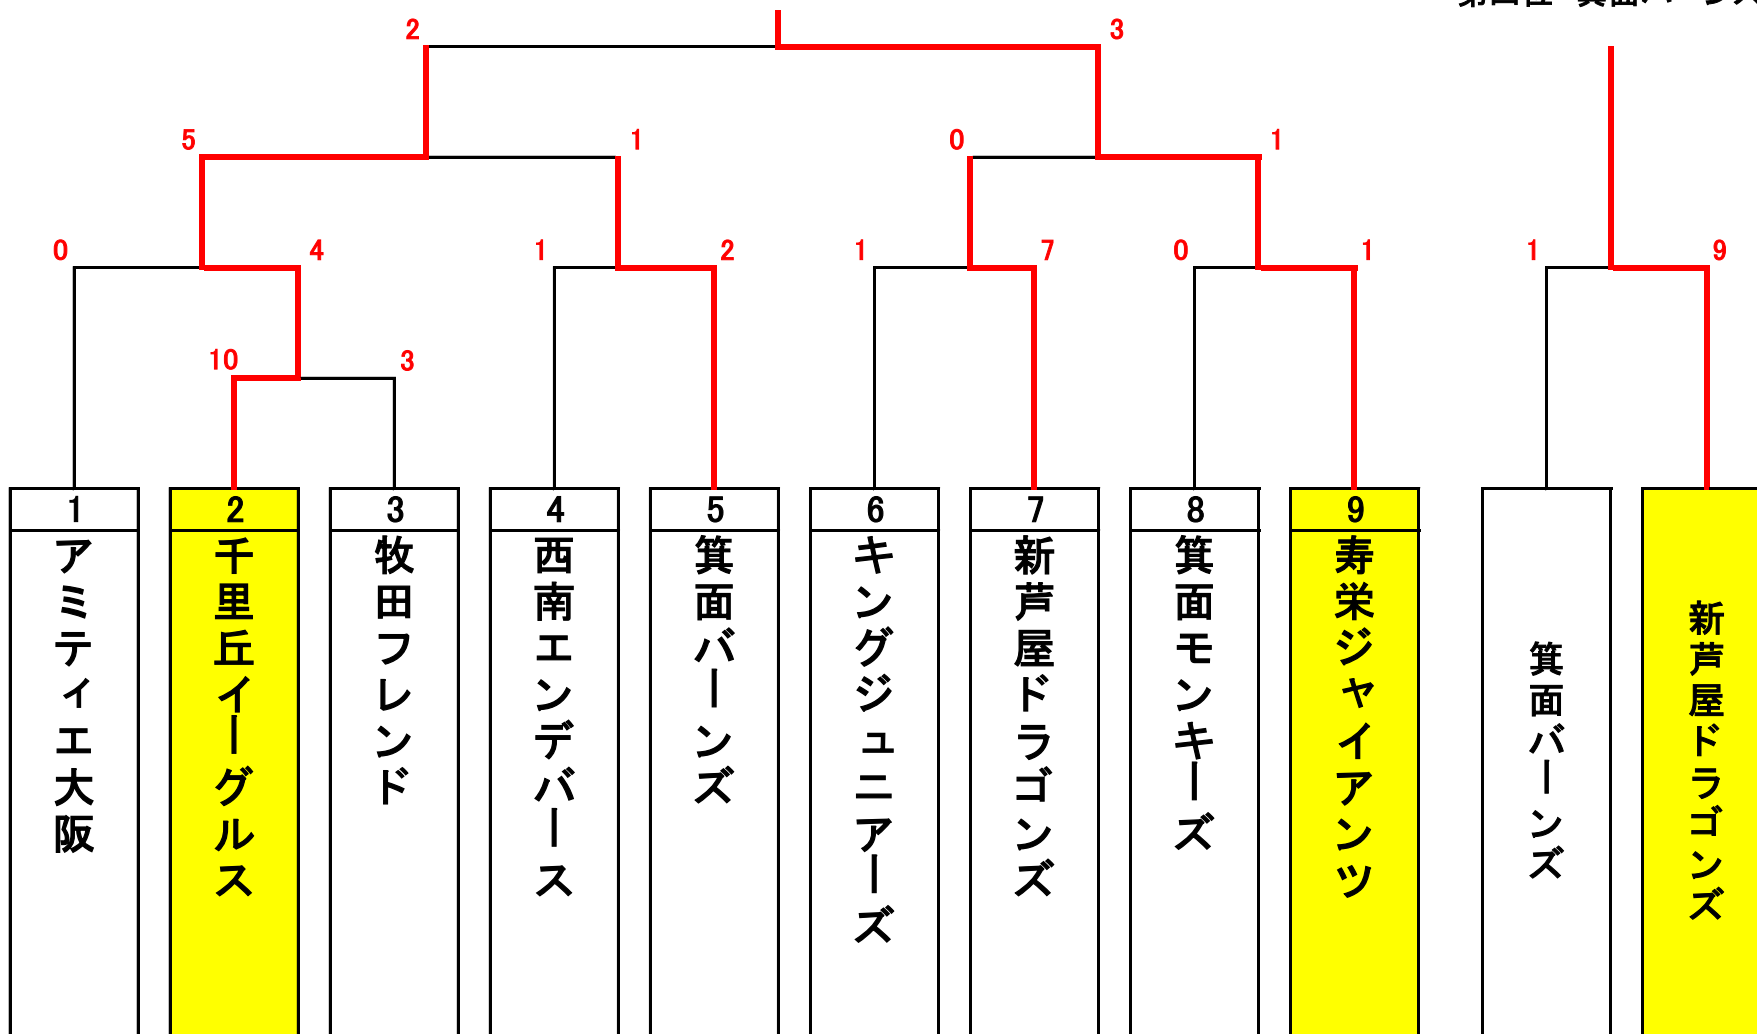 2
3
5
1
0
1
0
4
1
2
1
7
0
1
1
9
10
3
1
2
3
4
5
6
7
8
9
アミティエ大阪
千里丘イーグルス
牧田フレンド
西南エンデバース
箕面バーンズ
キングジュニアーズ
新芦屋ドラゴンズ
箕面モンキーズ
寿栄ジャイアンツ
箕面バーンズ
新芦屋ドラゴンズ